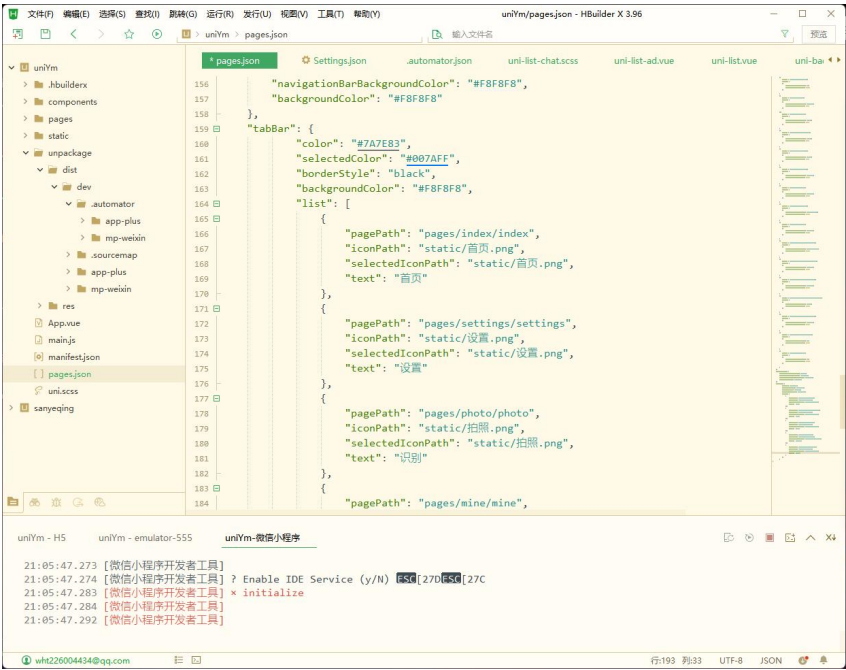 文件(F) 编辑(E) 选择(S) 查找(I) 跳转(G) 运行(R) 发行(U) 视图(V) 工具(T) 帮助(Y)
uniYm/pages.json - HBuilder X 3.96
uniYm > pages.json
输入文件名
预览
* pages.json
Settings.json
.automator.json
uni-list-chat.scss
uni-list-ad.vue
uni-list.vue
uni-ba
uniYm
.hbuilderx
components
pages
static
unpackage
dist
dev
.automator
app-plus
mp-weixin
.sourcemap
app-plus
mp-weixin
res
App.vue
main.js
manifest.json
pages.json
uni.scss
sanyeqing
156 "navigationBarBackgroundColor": "#F8F8F8",
157 "backgroundColor": "#F8F8F8"
158 },
159 "tabBar": {
160 "color": "#7A7E83",
161 "selectedColor": "#007AFF",
162 "borderStyle": "black",
163 "backgroundColor": "#F8F8F8",
164 "list": [
165 {
166 "pagePath": "pages/index/index",
167 "iconPath": "static/首页.png",
168 "selectedIconPath": "static/首页.png",
169 "text": "首页"
170 },
171 {
172 "pagePath": "pages/settings/settings",
173 "iconPath": "static/设置.png",
174 "selectedIconPath": "static/设置.png",
175 "text": "设置"
176 },
177 {
178 "pagePath": "pages/photo/photo",
179 "iconPath": "static/拍照.png",
180 "selectedIconPath": "static/拍照.png",
181 "text": "识别"
182 },
183 {
184 "pagePath": "pages/mine/mine",
uniYm - H5
uniYm - emulator-555
uniYm-微信小程序
21:05:47.273 [微信小程序开发者工具]
21:05:47.274 [微信小程序开发者工具] ? Enable IDE Service (y/N) ESC[27DESC[27C
21:05:47.283 [微信小程序开发者工具] × initialize
21:05:47.284 [微信小程序开发者工具]
21:05:47.292 [微信小程序开发者工具]
wht226004434@qq.com
行:193 列:33
UTF-8
JSON